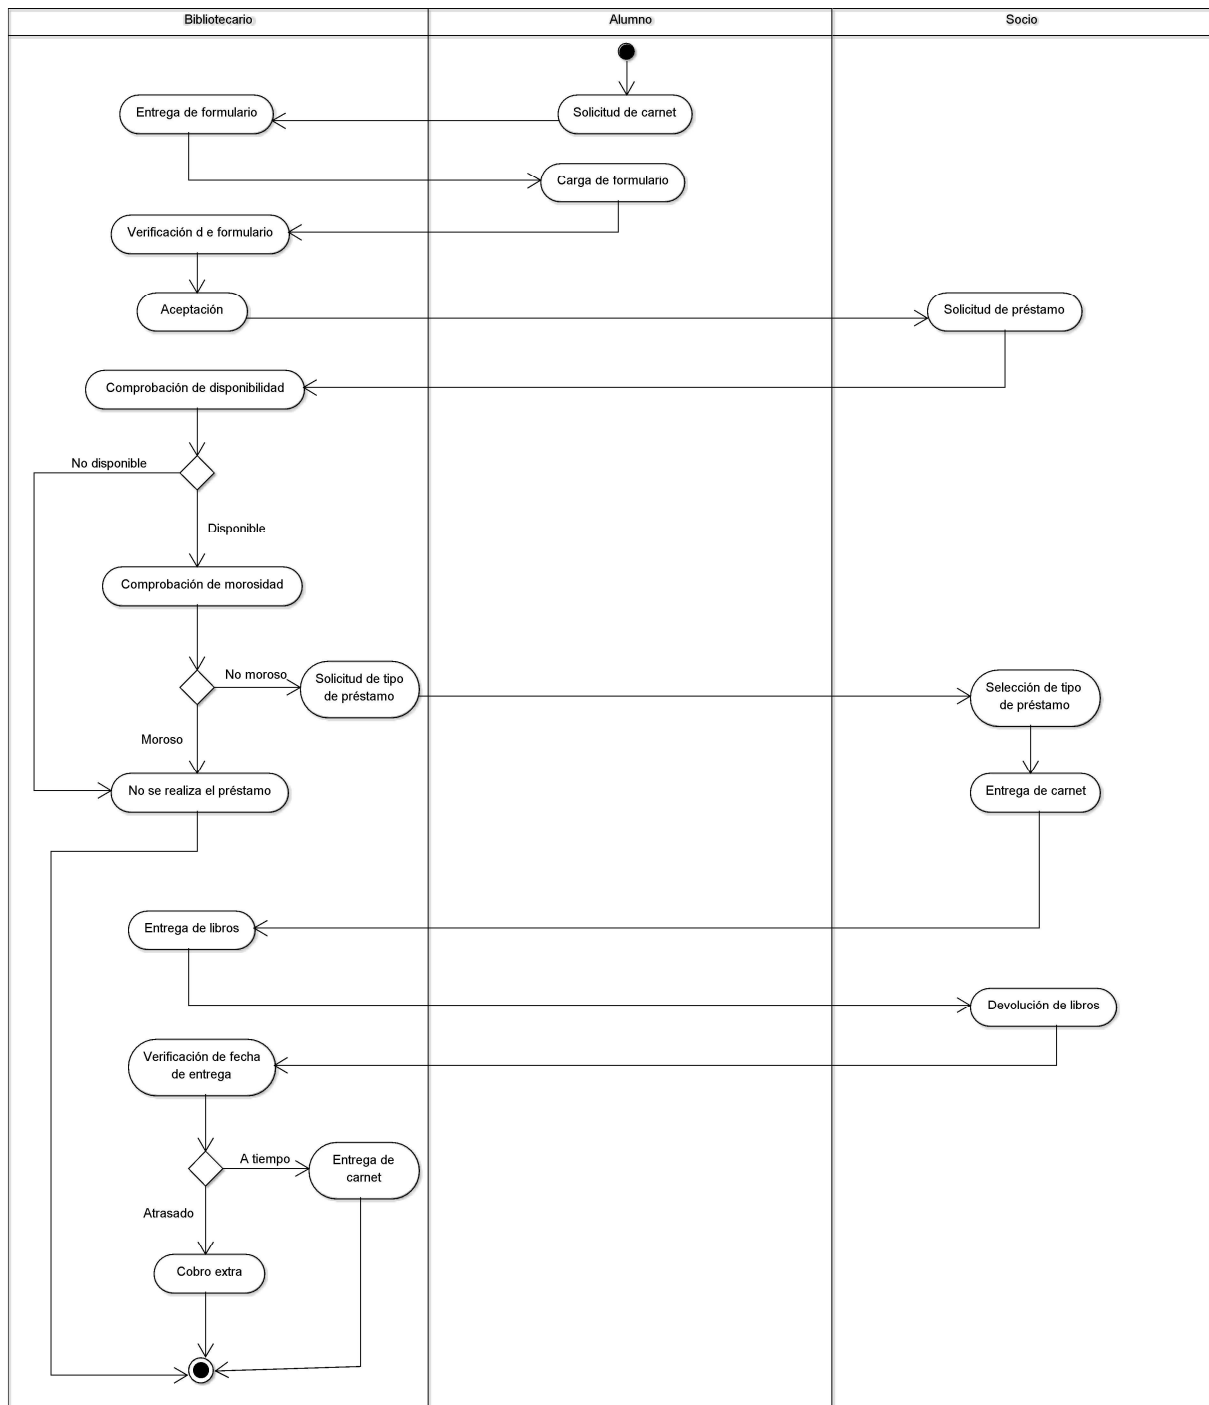 Bibliotecario
Alumno
Socio
Entrega de formulario
Solicitud de carnet
Carga de formulario
Verificación d e formulario
Aceptación
Solicitud de préstamo
Comprobación de disponibilidad
No disponible
Disponible
Comprobación de morosidad
No moroso
Solicitud de tipo
de préstamo
Selección de tipo
de préstamo
Moroso
No se realiza el préstamo
Entrega de carnet
Entrega de libros
Devolución de libros
Verificación de fecha
de entrega
A tiempo
Entrega de
carnet
Atrasado
Cobro extra